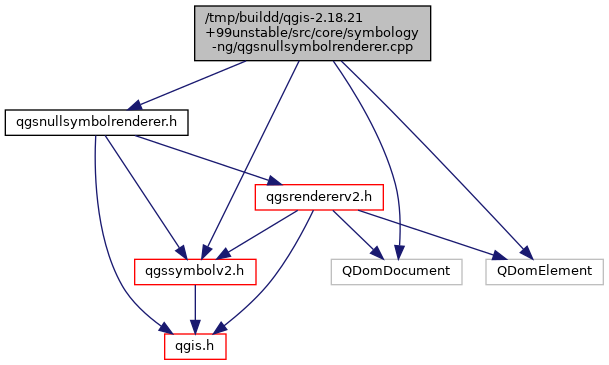 /tmp/buildd/qgis-2.18.21
+99unstable/src/core/symbology
-ng/qgsnullsymbolrenderer.cpp
qgsnullsymbolrenderer.h
qgsrendererv2.h
qgssymbolv2.h
QDomDocument
QDomElement
qgis.h